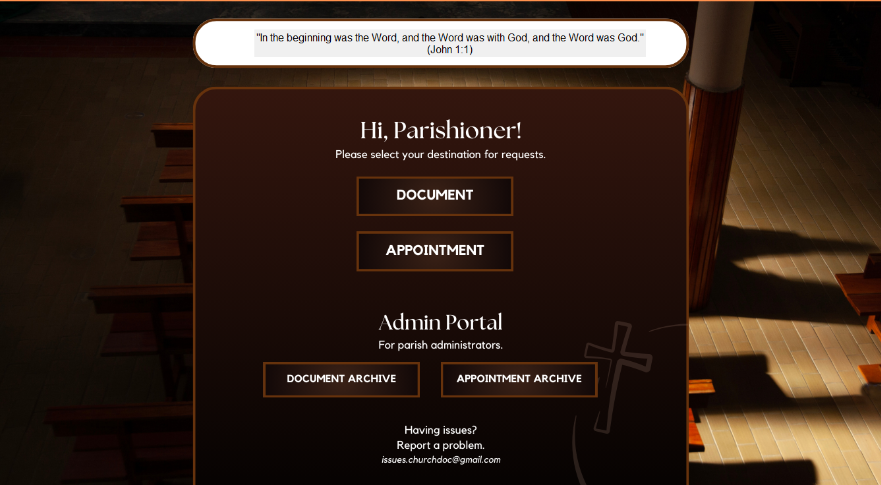 "In the beginning was the Word, and the Word was with God, and the Word was God."
(John 1:1)
Hi, Parishioner!
Please select your destination for requests.
DOCUMENT
APPOINTMENT
Admin Portal
For parish administrators.
DOCUMENT ARCHIVE
APPOINTMENT ARCHIVE
Having issues?
Report a problem.
issues.churchdoc@gmail.com